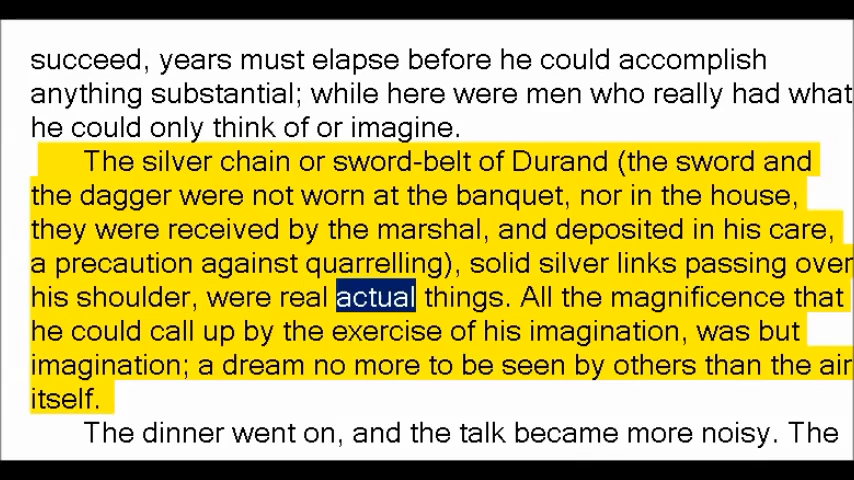 succeed, years must elapse before he could accomplish
anything substantial; while here were men who really had what
he could only think of or imagine.
The silver chain or sword-belt of Durand (the sword and
the dagger were not worn at the banquet, nor in the house,
they were received by the marshal, and deposited in his care,
a precaution against quarrelling), solid silver links passing over
his shoulder, were real actual things. All the magnificence that
he could call up by the exercise of his imagination, was but
imagination; a dream no more to be seen by others than the air
itself.
The dinner went on, and the talk became more noisy. The